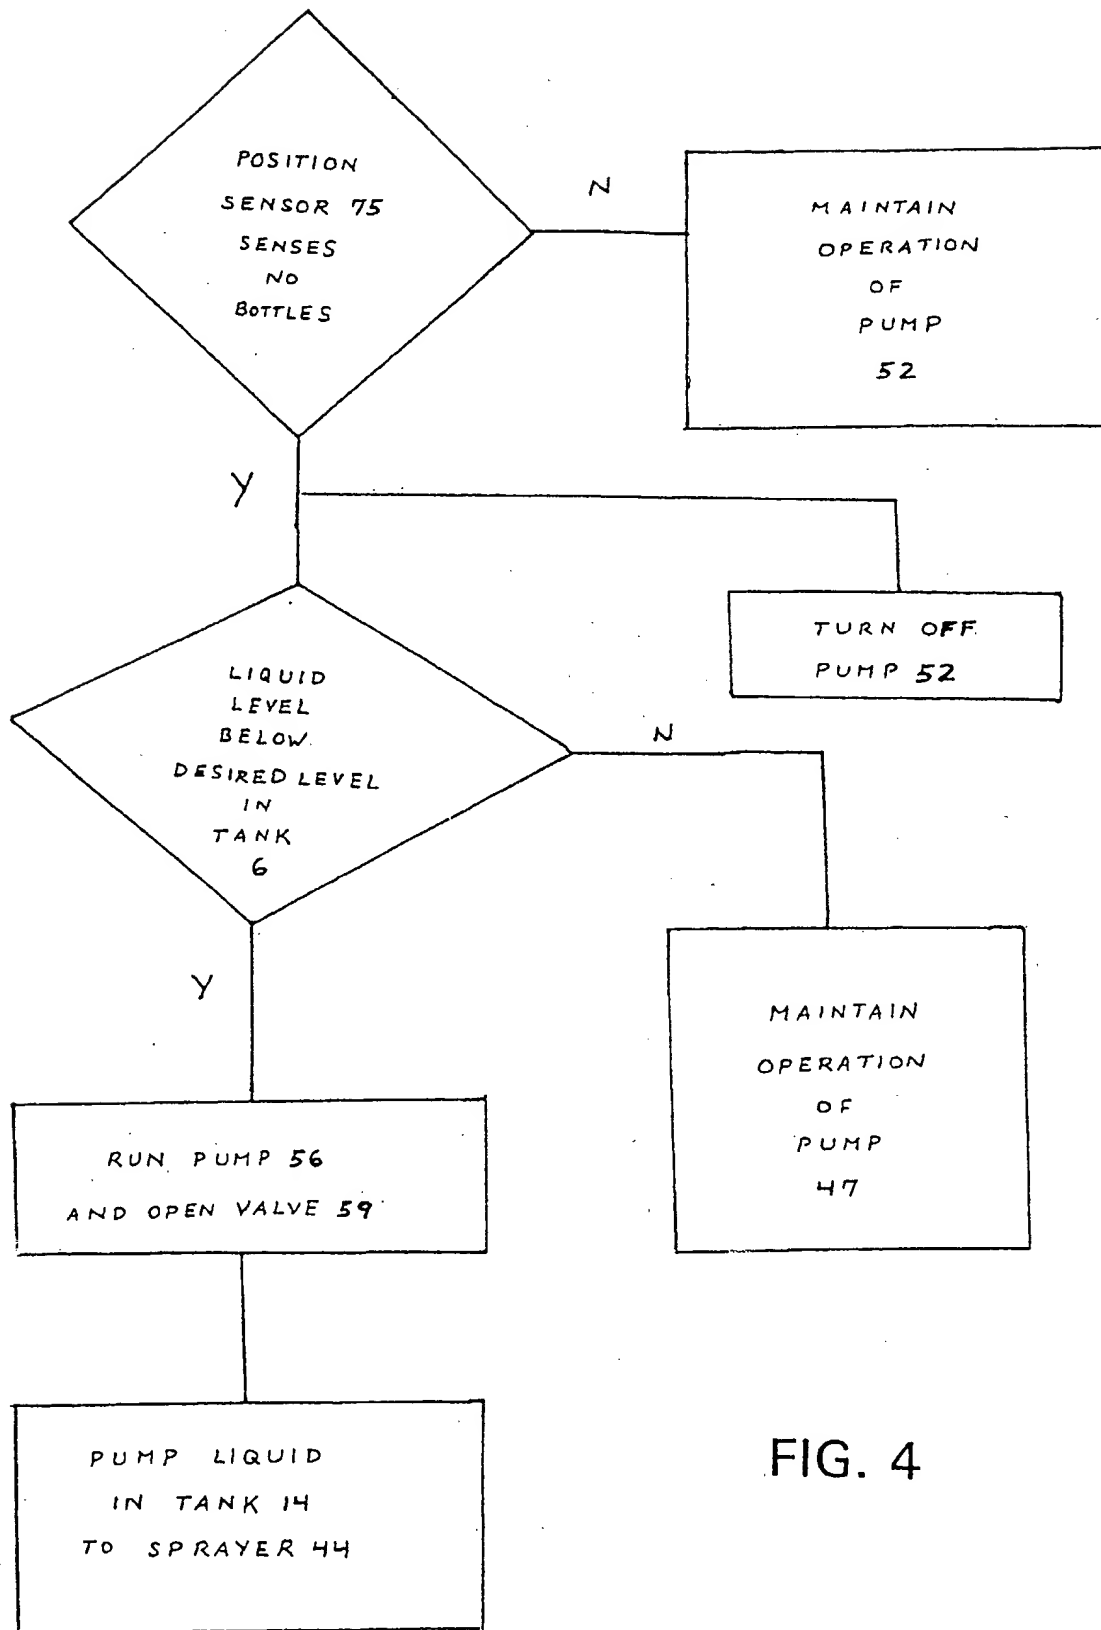 POSITION
SENSOR 75
SENSES
NO
BOTTLES
N
MAINTAIN
OPERATION
OF
PUMP
52
Y
TURN OFF
PUMP 52
LIQUID
LEVEL
BELOW
DESIRED LEVEL
IN
TANK
6
N
MAINTAIN
OPERATION
OF
PUMP
47
Y
RUN PUMP 56
AND OPEN VALVE 59
PUMP LIQUID
IN TANK 14
TO SPRAYER 44
FIG. 4